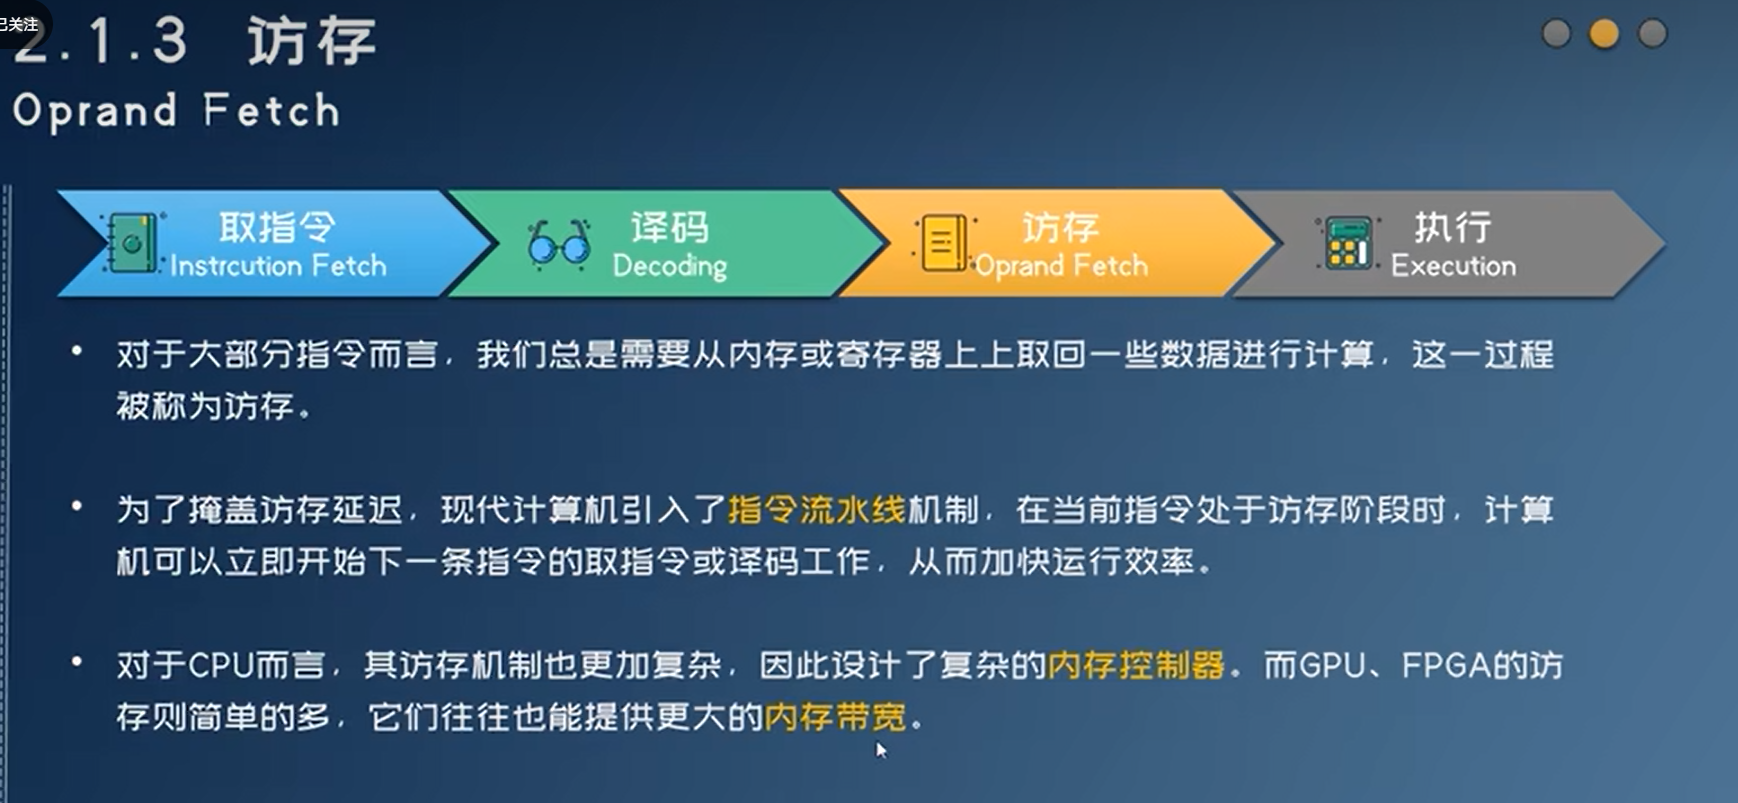 已关注
2.1.3 访存
Oprand Fetch
取指令
Instrcution Fetch
译码
Decoding
访存
Oprand Fetch
执行
Execution
• 对于大部分指令而言，我们总是需要从内存或寄存器上上取回一些数据进行计算，这一过程
被称为访存。
• 为了掩盖访存延迟，现代计算机引入了指令流水线机制，在当前指令处于访存阶段时，计算
机可以立即开始下一条指令的取指令或译码工作，从而加快运行效率。
• 对于CPU而言，其访存机制也更加复杂，因此设计了复杂的内存控制器。而GPU、FPGA的访
存则简单的多，它们往往也能提供更大的内存带宽。